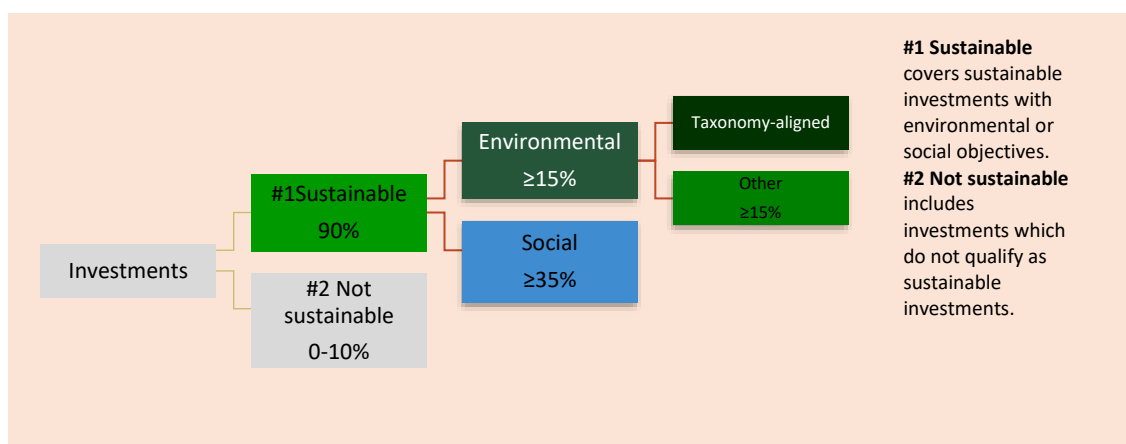 Investments
#1Sustainable
90%
#2 Not
sustainable
0-10%
Environmental
≥15%
Social
≥35%
Taxonomy-aligned
Other
≥15%
#1 Sustainable
covers sustainable
investments with
environmental or
social objectives.
#2 Not sustainable
includes
investments which
do not qualify as
sustainable
investments.